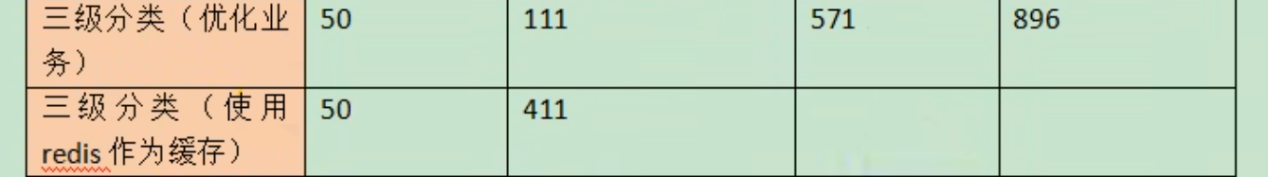 三级分类（优化业 50 111 571 896
务）
三级分类（使用 50 411
redis 作为缓存）